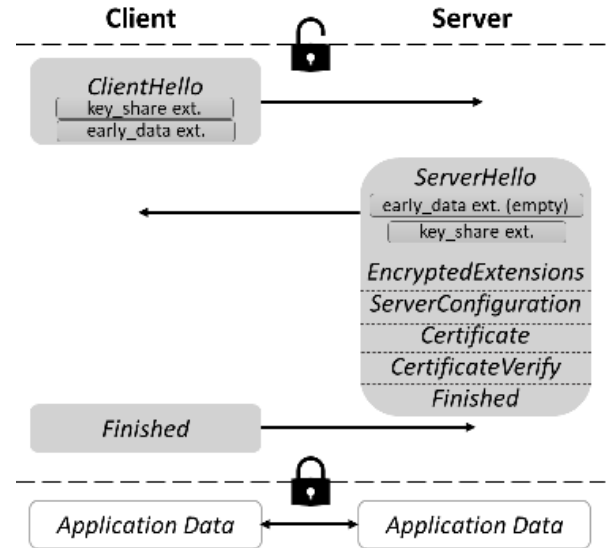 Client
Server
ClientHello
key_share ext.
early_data ext.
ServerHello
early_data ext. (empty)
key_share ext.
EncryptedExtensions
ServerConfiguration
Certificate
CertificateVerify
Finished
Finished
Application Data
Application Data